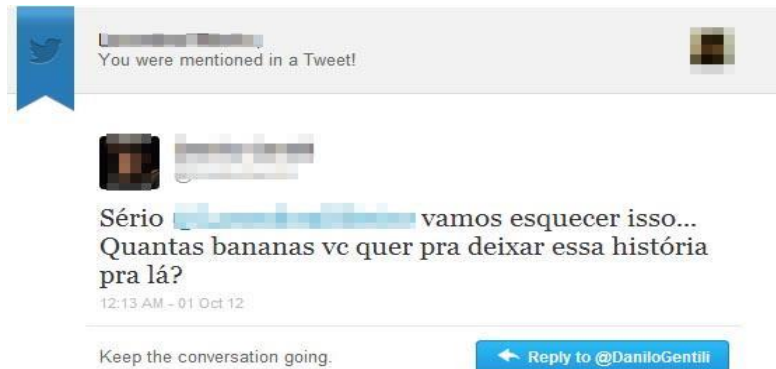 You were mentioned in a Tweet!
Sério vamos esquecer isso...
Quantas bananas vc quer pra deixar essa história
pra lá?
12:13 AM - 01 Oct 12
Keep the conversation going.
Reply to @DaniloGentili